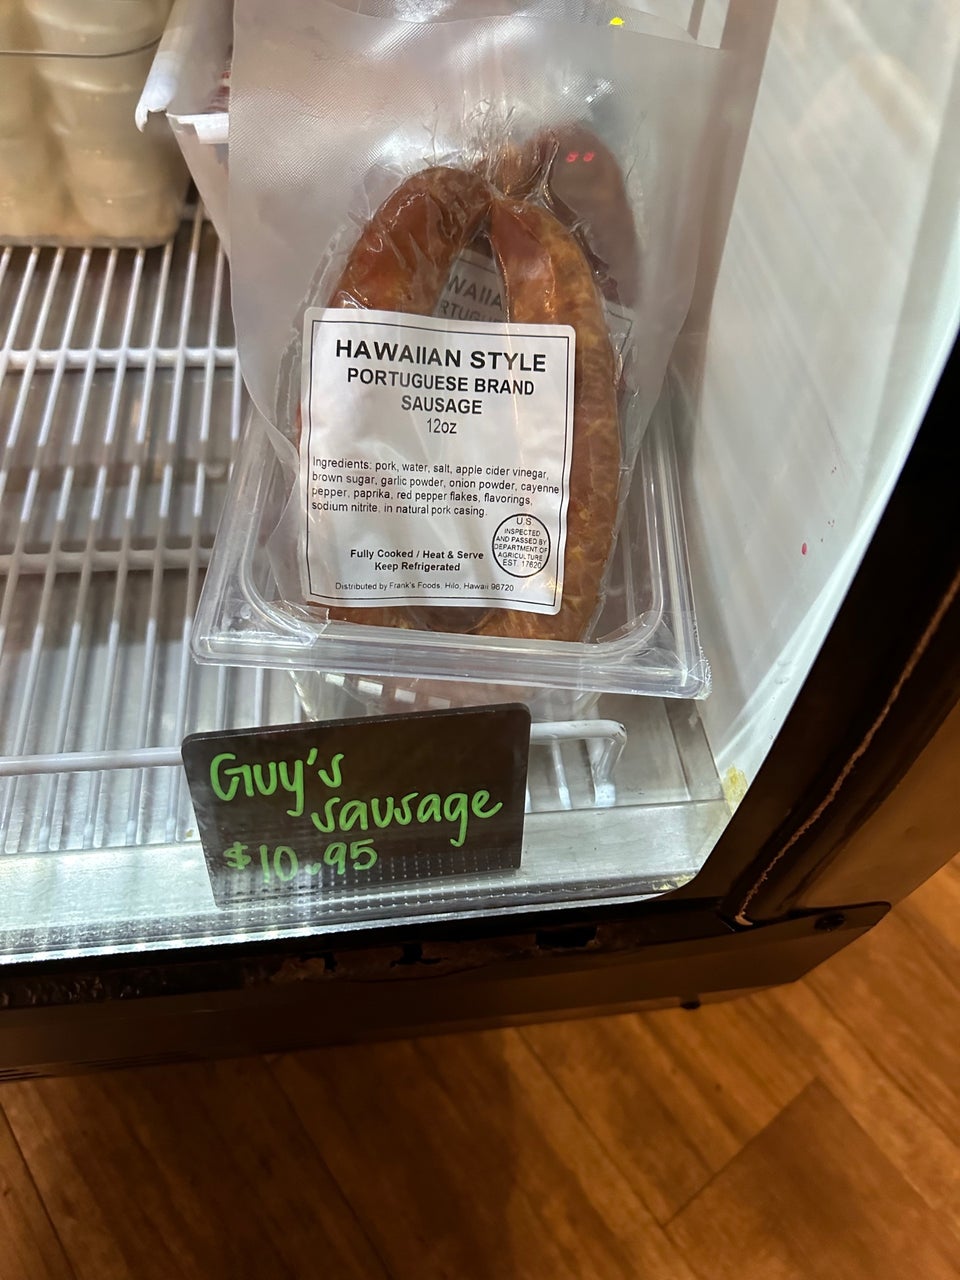 WAIIA
RTUGU
HAWAIIAN STYLE
PORTUGUESE BRAND
SAUSAGE
12oz
Ingredients: pork, water, salt, apple cider vinegar,
brown sugar, garlic powder, onion powder, cayenne
pepper, paprika, red pepper flakes, flavorings,
sodium nitrite, in natural pork casing.
U.S.
INSPECTED
AND PASSED BY
DEPARTMENT OF
AGRICULTURE
EST. 17620
Fully Cooked / Heat & Serve
Keep Refrigerated
Distributed by Frank's Foods, Hilo, Hawaii 96720
Guy's
sausage
$10.95